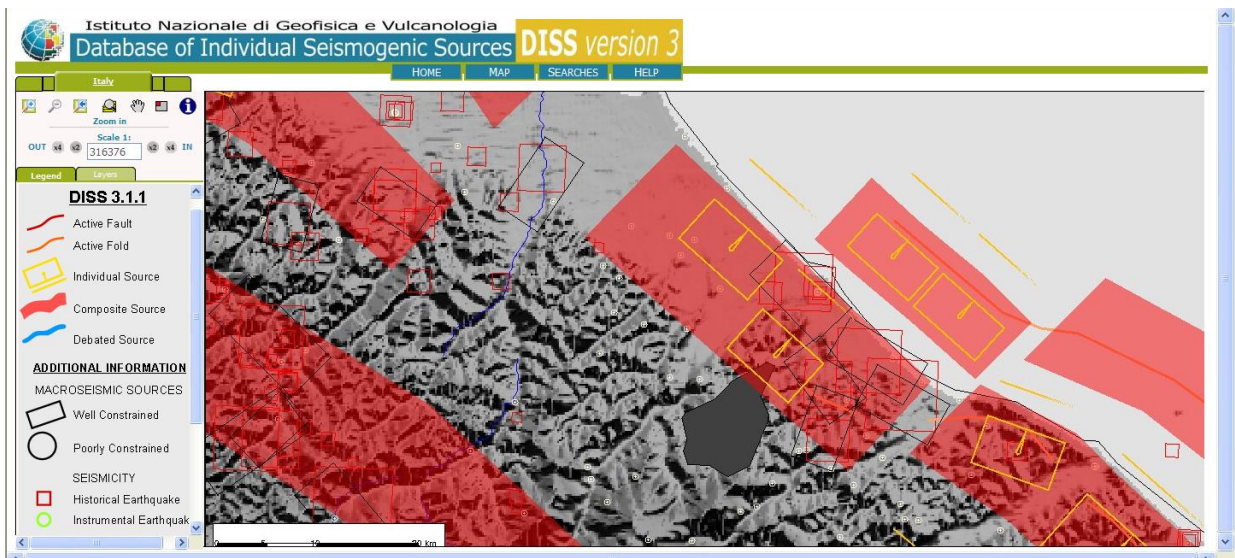 Istituto Nazionale di Geofisica e Vulcanologia
Database of Individual Seismogenic Sources DISS version 3
HOME MAP SEARCHES HELP
Italy
Zoom in
Scale 1:
OUT x4 x2 316376 x2 x4 IN
Legend Layers
DISS 3.1.1
Active Fault
Active Fold
Individual Source
Composite Source
Debated Source
ADDITIONAL INFORMATION
MACROSEISMIC SOURCES
Well Constrained
Poorly Constrained
SEISMICITY
Historical Earthquake
Instrumental Earthquak
0 5 10 20 km